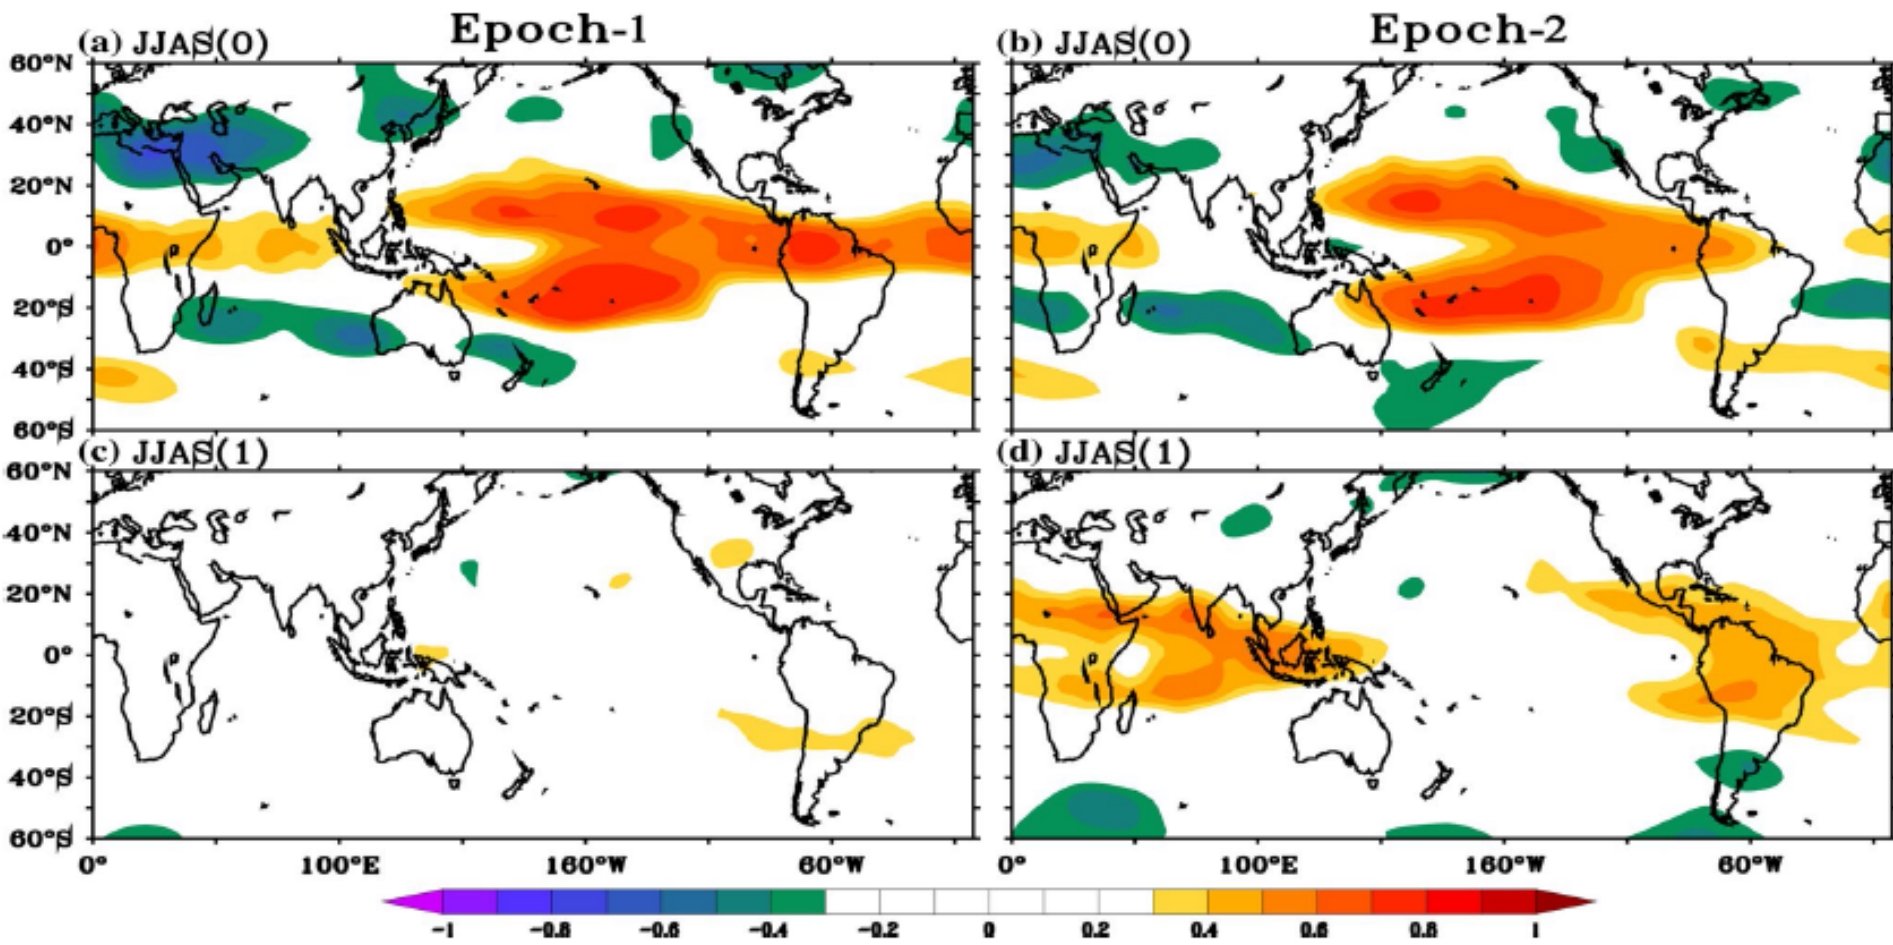 Epoch-1 Epoch-2
(a) JJAS(0) (b) JJAS(0)
60°N
40°N
20°N
0°
20°S
40°S
60°S
(c) JJAS(1) (d) JJAS(1)
60°N
40°N
20°N
0°
20°S
40°S
60°S
0° 100°E 160°W 60°W 0° 100°E 160°W 60°W
-1 -0.8 -0.6 -0.4 -0.2 0 0.2 0.4 0.6 0.8 1